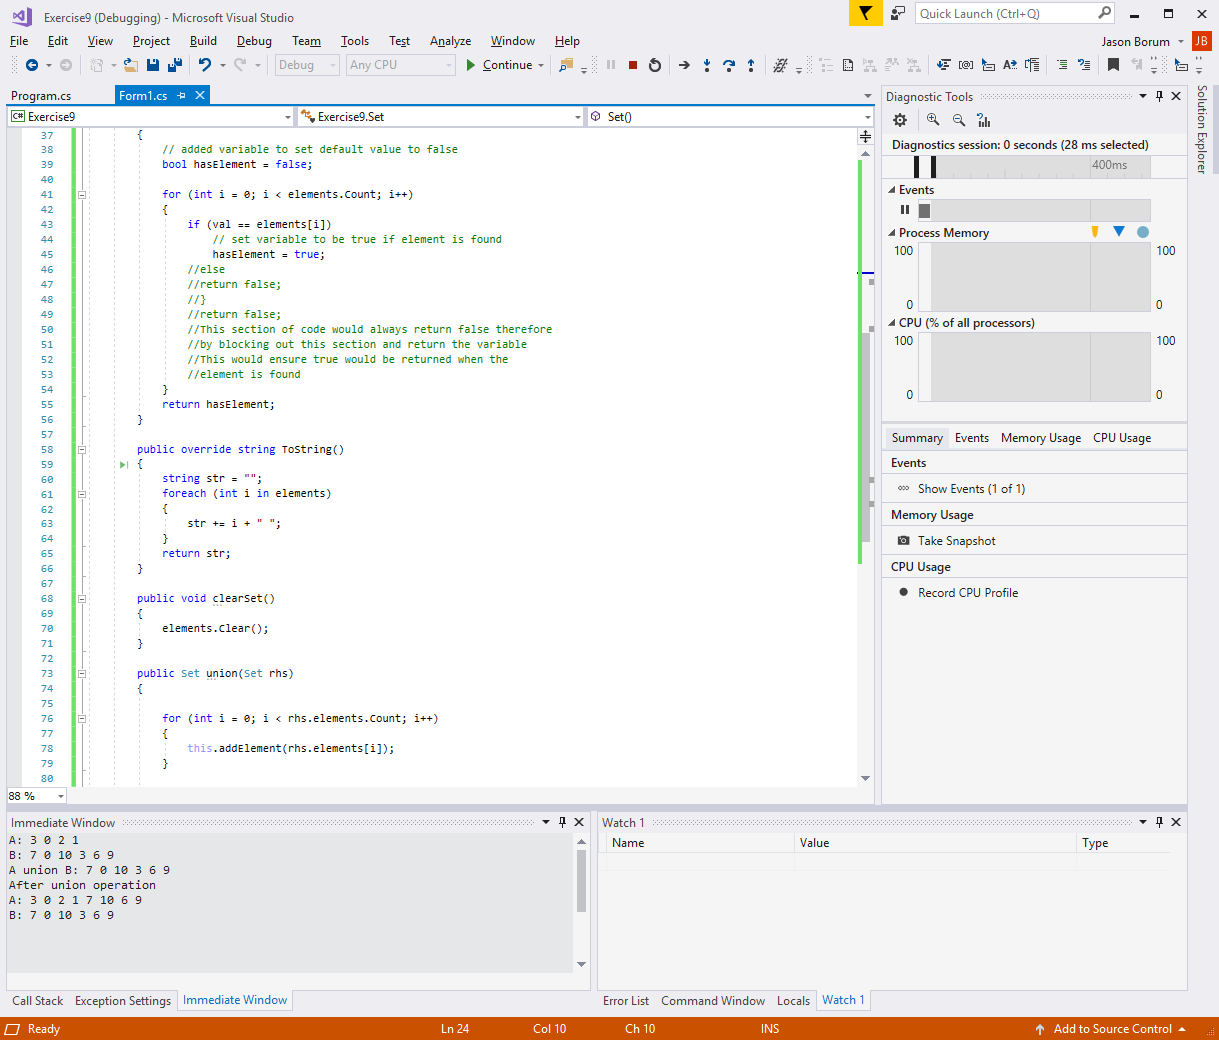 Exercise9 (Debugging) - Microsoft Visual Studio
Quick Launch (Ctrl+Q)
File Edit View Project Build Debug Team Tools Test Analyze Window Help
Jason Borum JB
Debug Any CPU Continue
Program.cs Form1.cs
Exercise9 Exercise9.Set Set()
37 {
38 // added variable to set default value to false
39 bool hasElement = false;
40
41 for (int i = 0; i < elements.Count; i++)
42 {
43 if (val == elements[i])
44 // set variable to be true if element is found
45 hasElement = true;
46 //else
47 //return false;
48 //}
49 //return false;
50 //This section of code would always return false therefore
51 //by blocking out this section and return the variable
52 //This would ensure true would be returned when the
53 //element is found
54 }
55 return hasElement;
56 }
57
58 public override string ToString()
59 {
60 string str = "";
61 foreach (int i in elements)
62 {
63 str += i + " ";
64 }
65 return str;
66 }
67
68 public void clearSet()
69 {
70 elements.Clear();
71 }
72
73 public Set union(Set rhs)
74 {
75
76 for (int i = 0; i < rhs.elements.Count; i++)
77 {
78 this.addElement(rhs.elements[i]);
79 }
80
88 %
Diagnostic Tools
Diagnostics session: 0 seconds (28 ms selected)
400ms
Events
Process Memory
100 100
0 0
CPU (% of all processors)
100 100
0 0
Summary Events Memory Usage CPU Usage
Events
Show Events (1 of 1)
Memory Usage
Take Snapshot
CPU Usage
Record CPU Profile
Solution Explorer
Immediate Window
A: 3 0 2 1
B: 7 0 10 3 6 9
A union B: 7 0 10 3 6 9
After union operation
A: 3 0 2 1 7 10 6 9
B: 7 0 10 3 6 9
Call Stack Exception Settings Immediate Window
Watch 1
Name Value Type
Error List Command Window Locals Watch 1
Ready Ln 24 Col 10 Ch 10 INS Add to Source Control